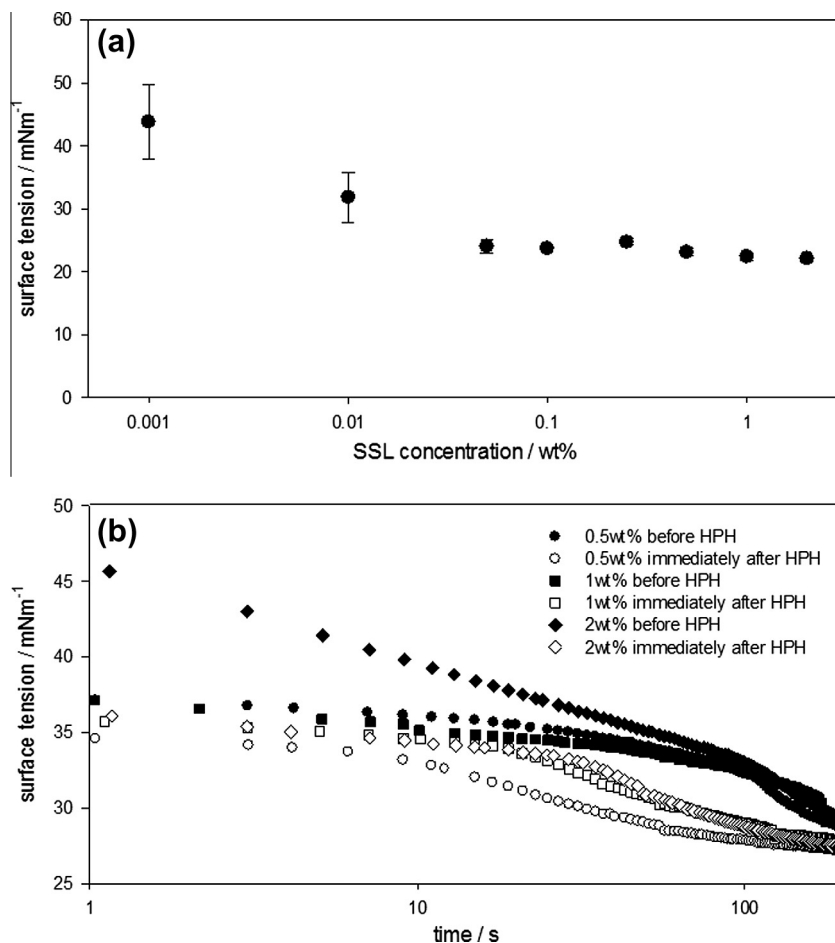 (a)
60
50
40
30
20
10
0
surface tension / mNm⁻¹
0.001 0.01 0.1 1
SSL concentration / wt%
(b)
50
45
40
35
30
25
surface tension / mNm⁻¹
0.5wt% before HPH
0.5wt% immediately after HPH
1wt% before HPH
1wt% immediately after HPH
2wt% before HPH
2wt% immediately after HPH
1 10 100
time / s